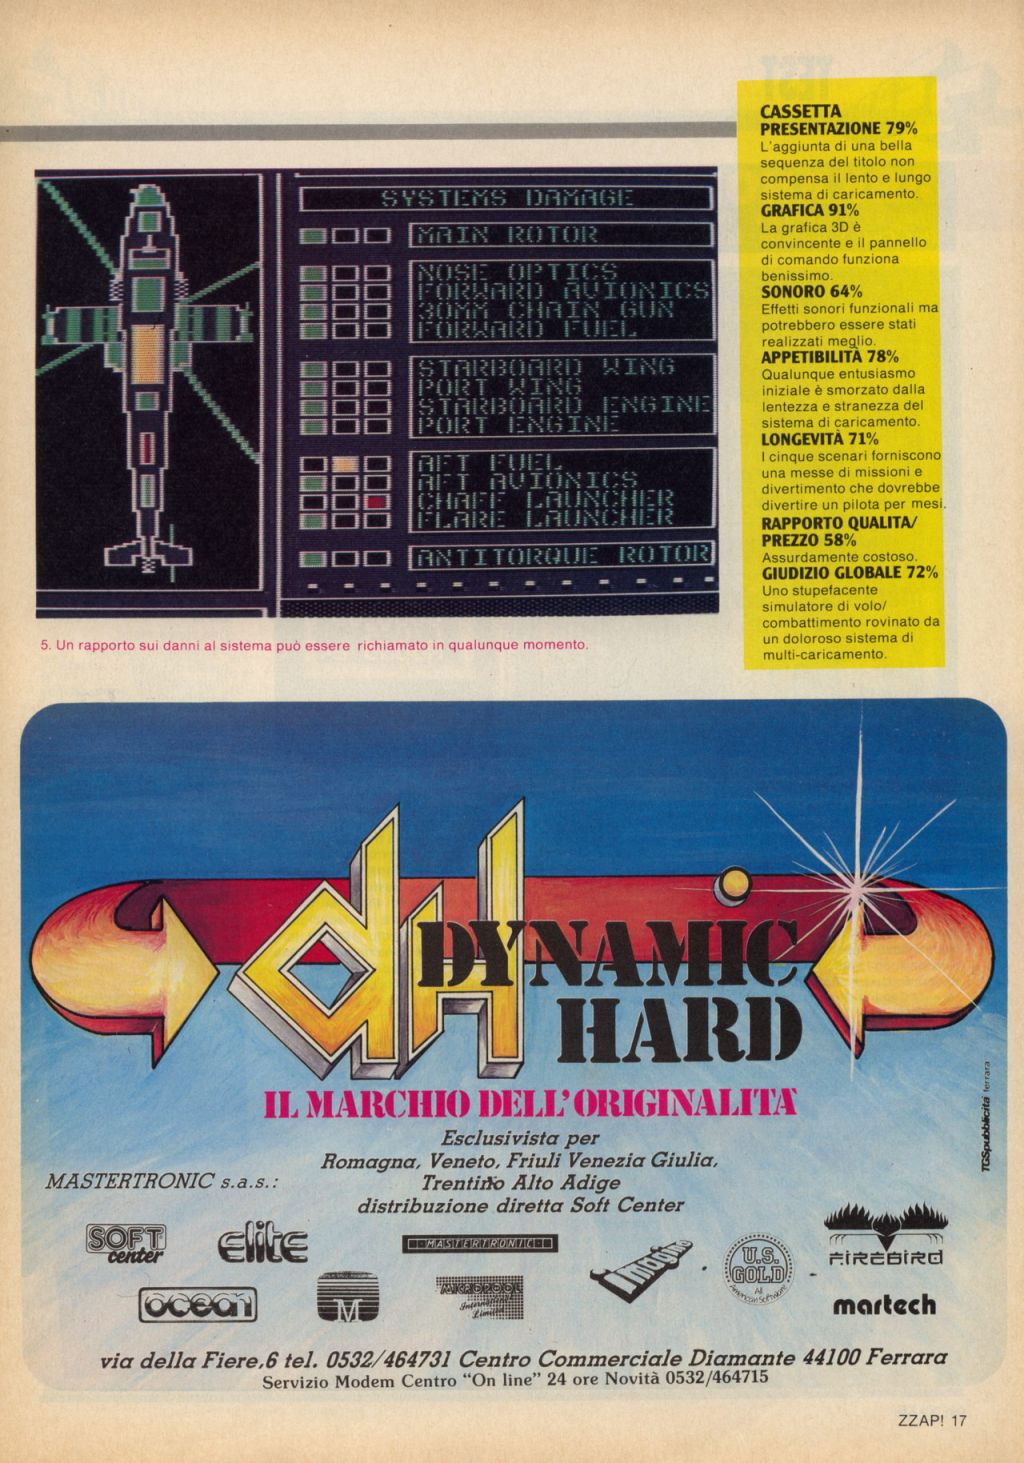 CASSETTA
PRESENTAZIONE 79%
L'aggiunta di una bella
sequenza del titolo non
compensa il lento e lungo
sistema di caricamento.
GRAFICA 91%
La grafica 3D è
convincente e il pannello
di comando funziona
benissimo.
SONORO 64%
Effetti sonori funzionali ma
potrebbero essere stati
realizzati meglio.
APPETIBILITÀ 78%
Qualunque entusiasmo
iniziale è smorzato dalla
lentezza e stranezza del
sistema di caricamento.
LONGEVITÀ 71%
I cinque scenari forniscono
una messe di missioni e
divertimento che dovrebbe
divertire un pilota per mesi.
RAPPORTO QUALITA/
PREZZO 58%
Assurdamente costoso.
GIUDIZIO GLOBALE 72%
Uno stupefacente
simulatore di volo/
combattimento rovinato da
un doloroso sistema di
multi-caricamento.
SYSTEMS DAMAGE
MAIN ROTOR
NOSE OPTICS
FORWARD AVIONICS
30MM CHAIN GUN
FORWARD FUEL
STARBOARD WING
PORT WING
STARBOARD ENGINE
PORT ENGINE
AFT FUEL
AFT AVIONICS
CHAFF LAUNCHER
FLARE LAUNCHER
ANTITORQUE ROTOR
5. Un rapporto sui danni al sistema può essere richiamato in qualunque momento.
dH
DYNAMIC
HARD
IL MARCHIO DELL'ORIGINALITA'
Esclusivista per
Romagna, Veneto, Friuli Venezia Giulia,
Trentino Alto Adige
distribuzione diretta Soft Center
MASTERTRONIC s.a.s.:
SOFT
center
elite
MASTERTRONIC
Imagine
U.S.
GOLD
All
American Software
FIREBIRD
ocean
M
MICROPOOL
International
Limited
martech
via della Fiere,6 tel. 0532/464731 Centro Commerciale Diamante 44100 Ferrara
Servizio Modem Centro "On line" 24 ore Novità 0532/464715
TGSpubblicità ferrara
ZZAP! 17